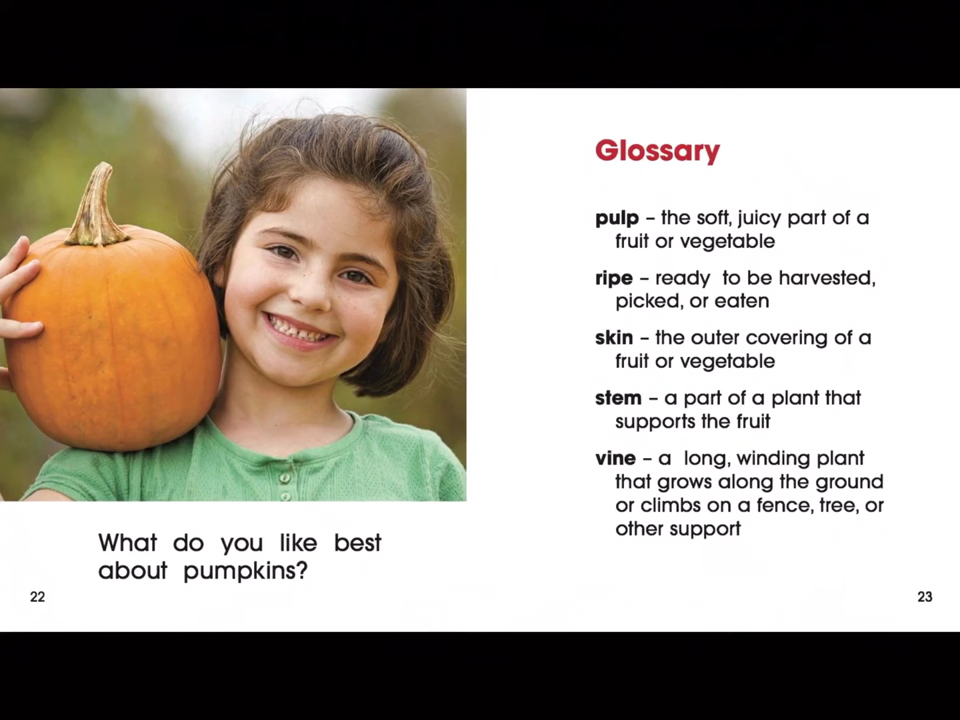 What do you like best
about pumpkins?
22
Glossary
pulp – the soft, juicy part of a
fruit or vegetable
ripe – ready to be harvested,
picked, or eaten
skin – the outer covering of a
fruit or vegetable
stem – a part of a plant that
supports the fruit
vine – a long, winding plant
that grows along the ground
or climbs on a fence, tree, or
other support
23